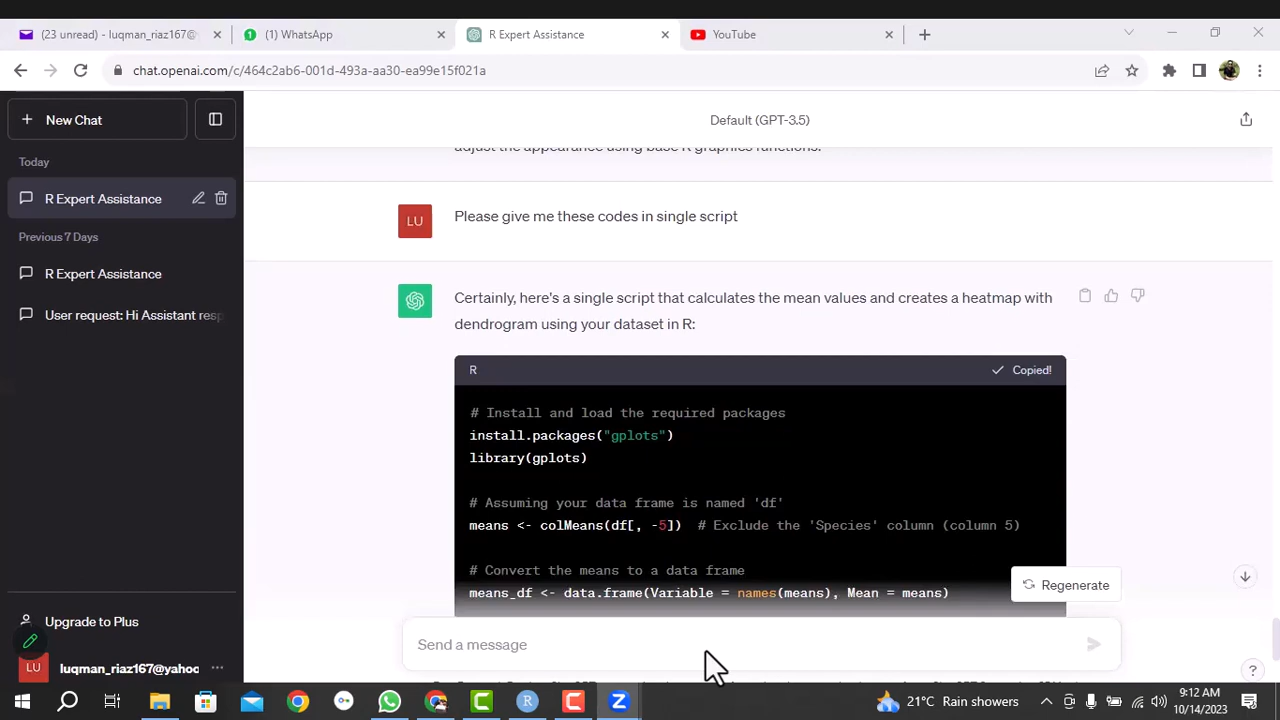 (23 unread) - luqman_riaz167@
(1) WhatsApp
R Expert Assistance
YouTube
chat.openai.com/c/464c2ab6-001d-493a-aa30-ea99e15f021a
New Chat
Default (GPT-3.5)
Today
R Expert Assistance
Previous 7 Days
R Expert Assistance
User request: Hi Assistant resp
adjust the appearance using base R graphics functions.
LU
Please give me these codes in single script
Certainly, here's a single script that calculates the mean values and creates a heatmap with
dendrogram using your dataset in R:
R
Copied!
# Install and load the required packages
install.packages("gplots")
library(gplots)
# Assuming your data frame is named 'df'
means <- colMeans(df[, -5])  # Exclude the 'Species' column (column 5)
# Convert the means to a data frame
means_df <- data.frame(Variable = names(means), Mean = means)
Regenerate
Send a message
?
Upgrade to Plus
LU
luqman_riaz167@yahoo
21°C Rain showers
9:12 AM
10/14/2023